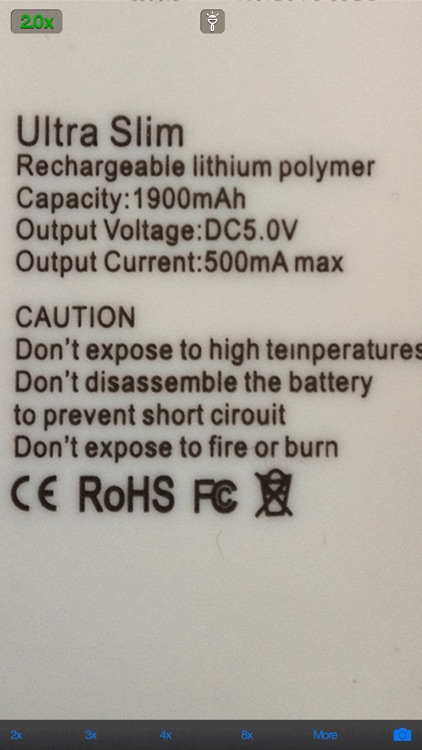 2.0x
Ultra Slim
Rechargeable lithium polymer
Capacity:1900mAh
Output Voltage:DC5.0V
Output Current:500mA max
CAUTION
Don't expose to high teınperatures
Don't disassemble the battery
to prevent short cirouit
Don't expose to fire or burn
CE RoHS FC
2x 3x 4x 8x More